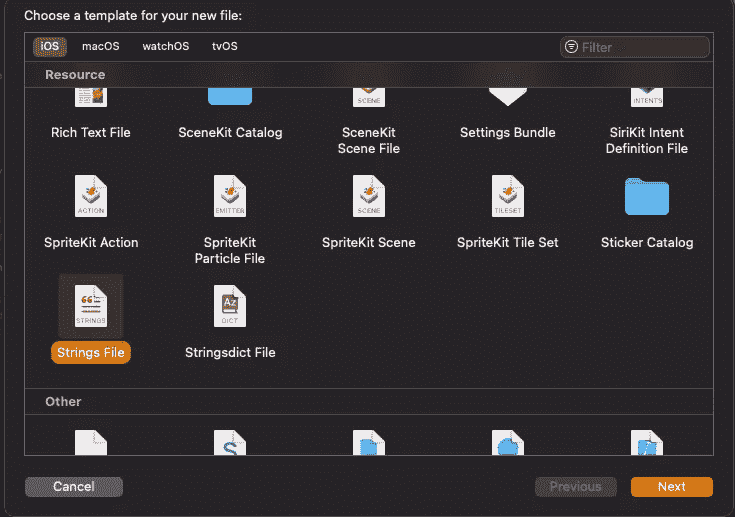 Choose a template for your new file:
iOS macOS watchOS tvOS Filter
Resource
SCENE INTENTS
Rich Text File SceneKit Catalog SceneKit Scene File Settings Bundle SiriKit Intent Definition File
ACTION EMITTER SCENE TILESET
SpriteKit Action SpriteKit Particle File SpriteKit Scene SpriteKit Tile Set Sticker Catalog
STRINGS Az DICT
Strings File Stringsdict File
Other
Cancel Previous Next